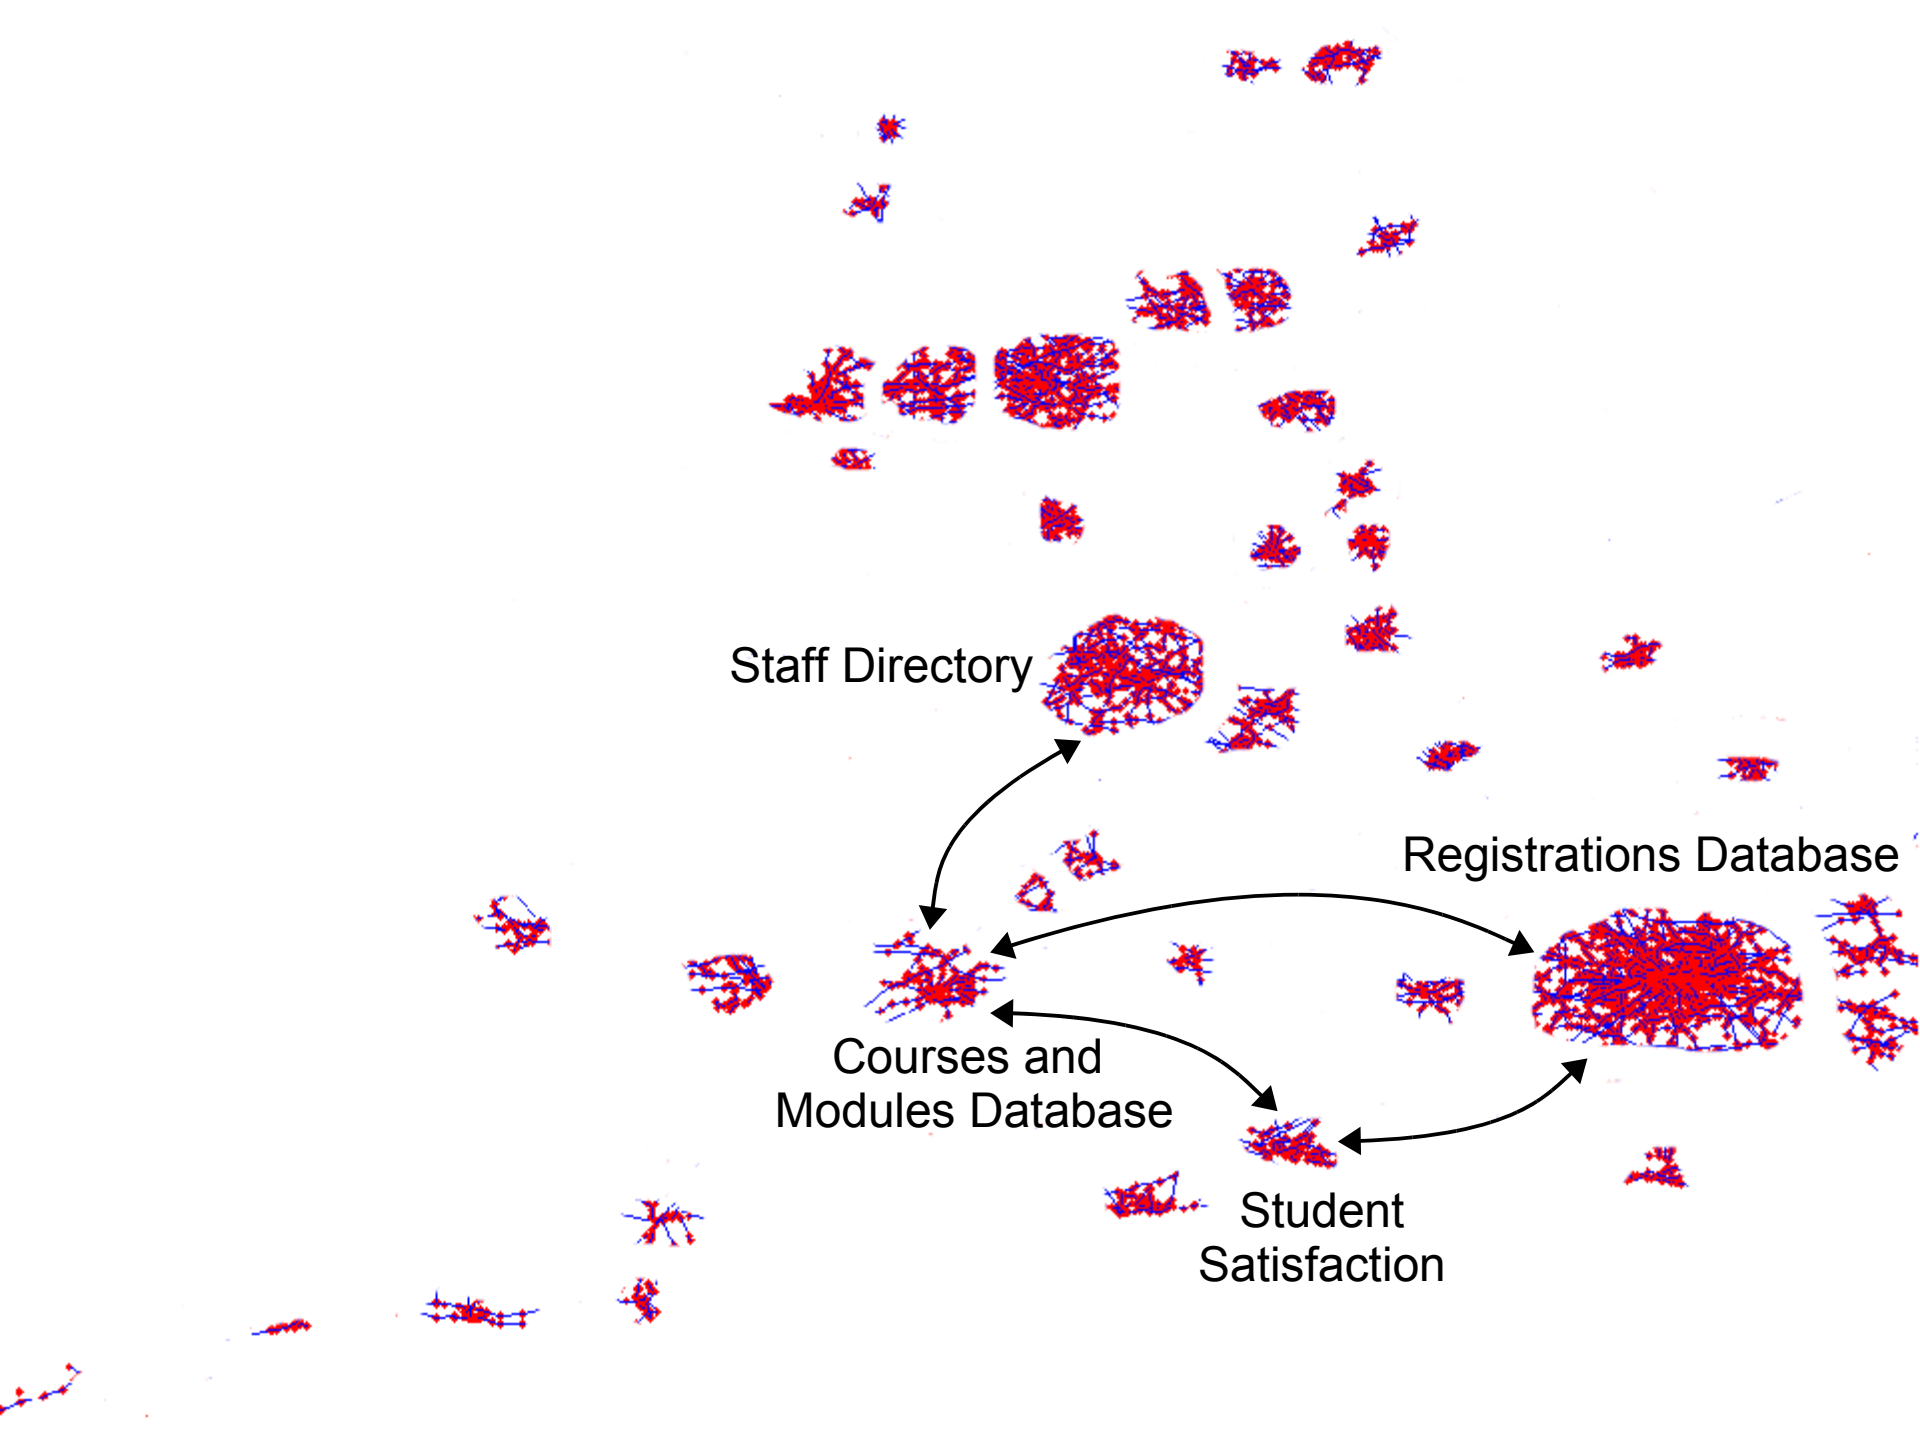 Staff Directory
Registrations Database
Courses and
Modules Database
Student
Satisfaction